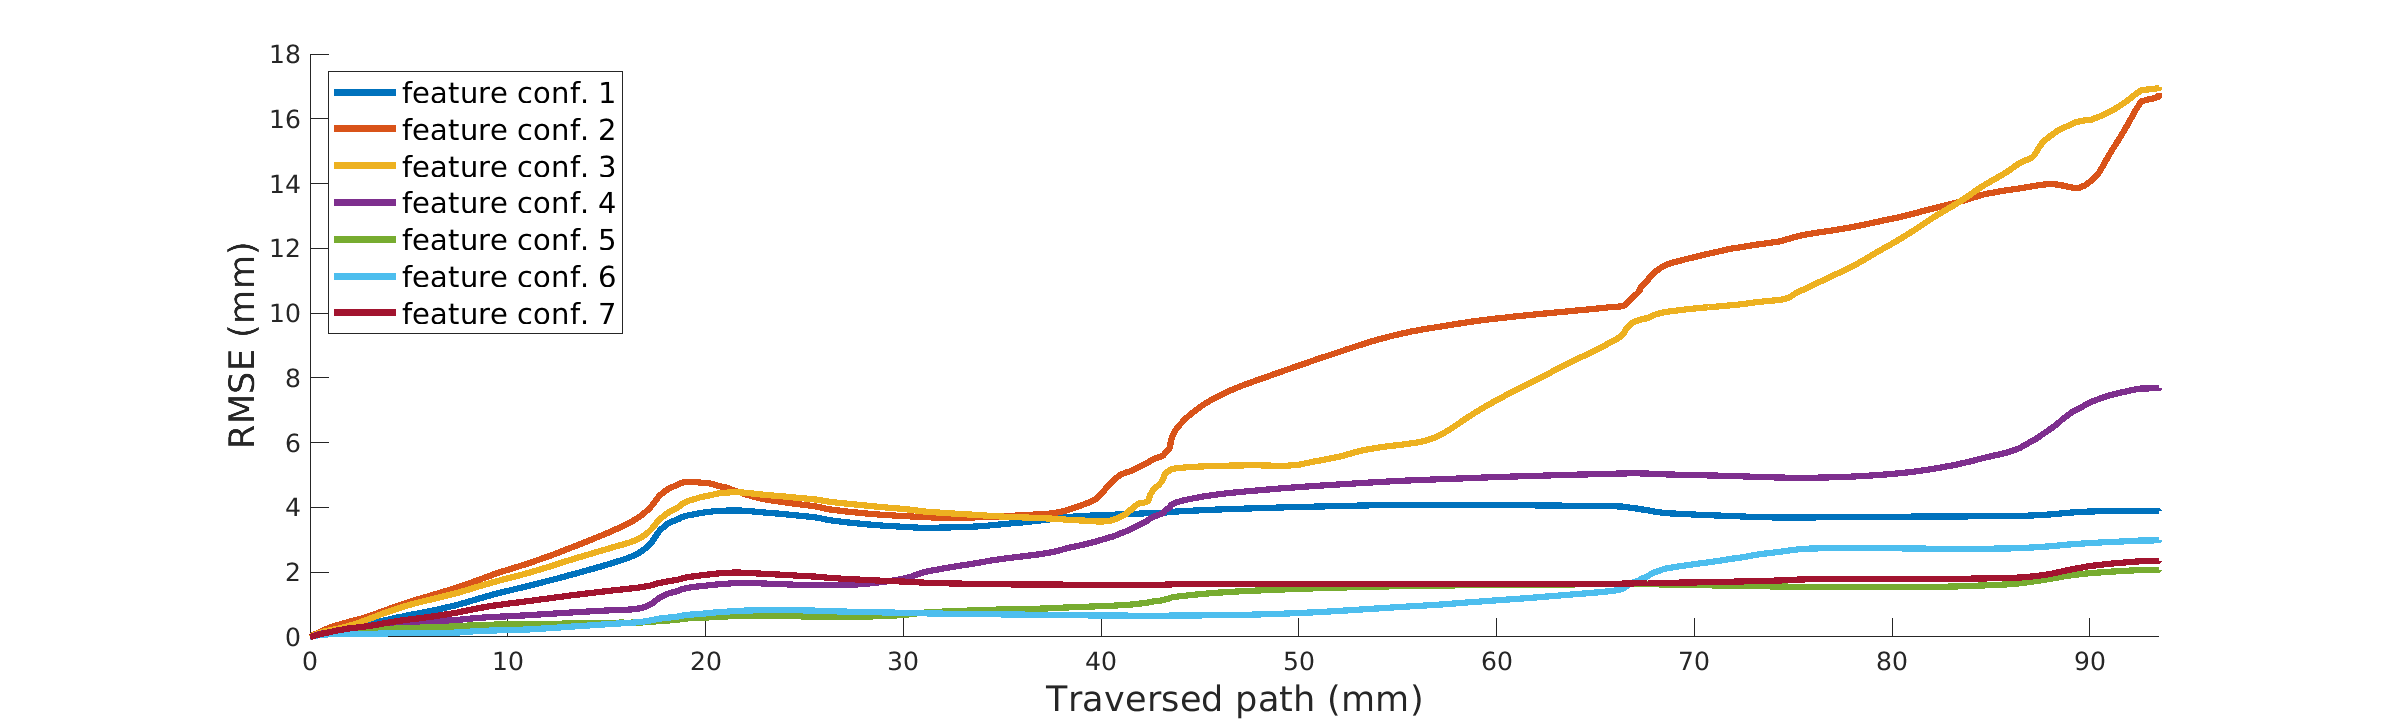 18
16
14
12
10
8
6
4
2
0
RMSE (mm)
feature conf. 1
feature conf. 2
feature conf. 3
feature conf. 4
feature conf. 5
feature conf. 6
feature conf. 7
0 10 20 30 40 50 60 70 80 90
Traversed path (mm)